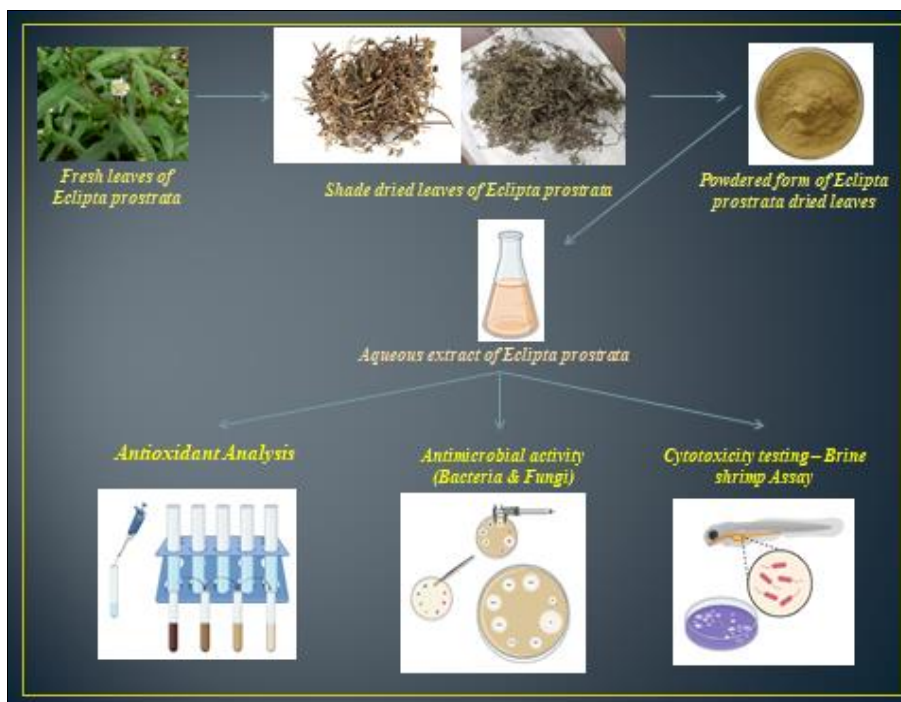 Fresh leaves of
Eclipta prostrata
Shade dried leaves of Eclipta prostrata
Powdered form of Eclipta
prostrata dried leaves
Aqueous extract of Eclipta prostrata
Antioxidant Analysis
Antimicrobial activity
(Bacteria & Fungi)
Cytotoxicity testing – Brine
shrimp Assay